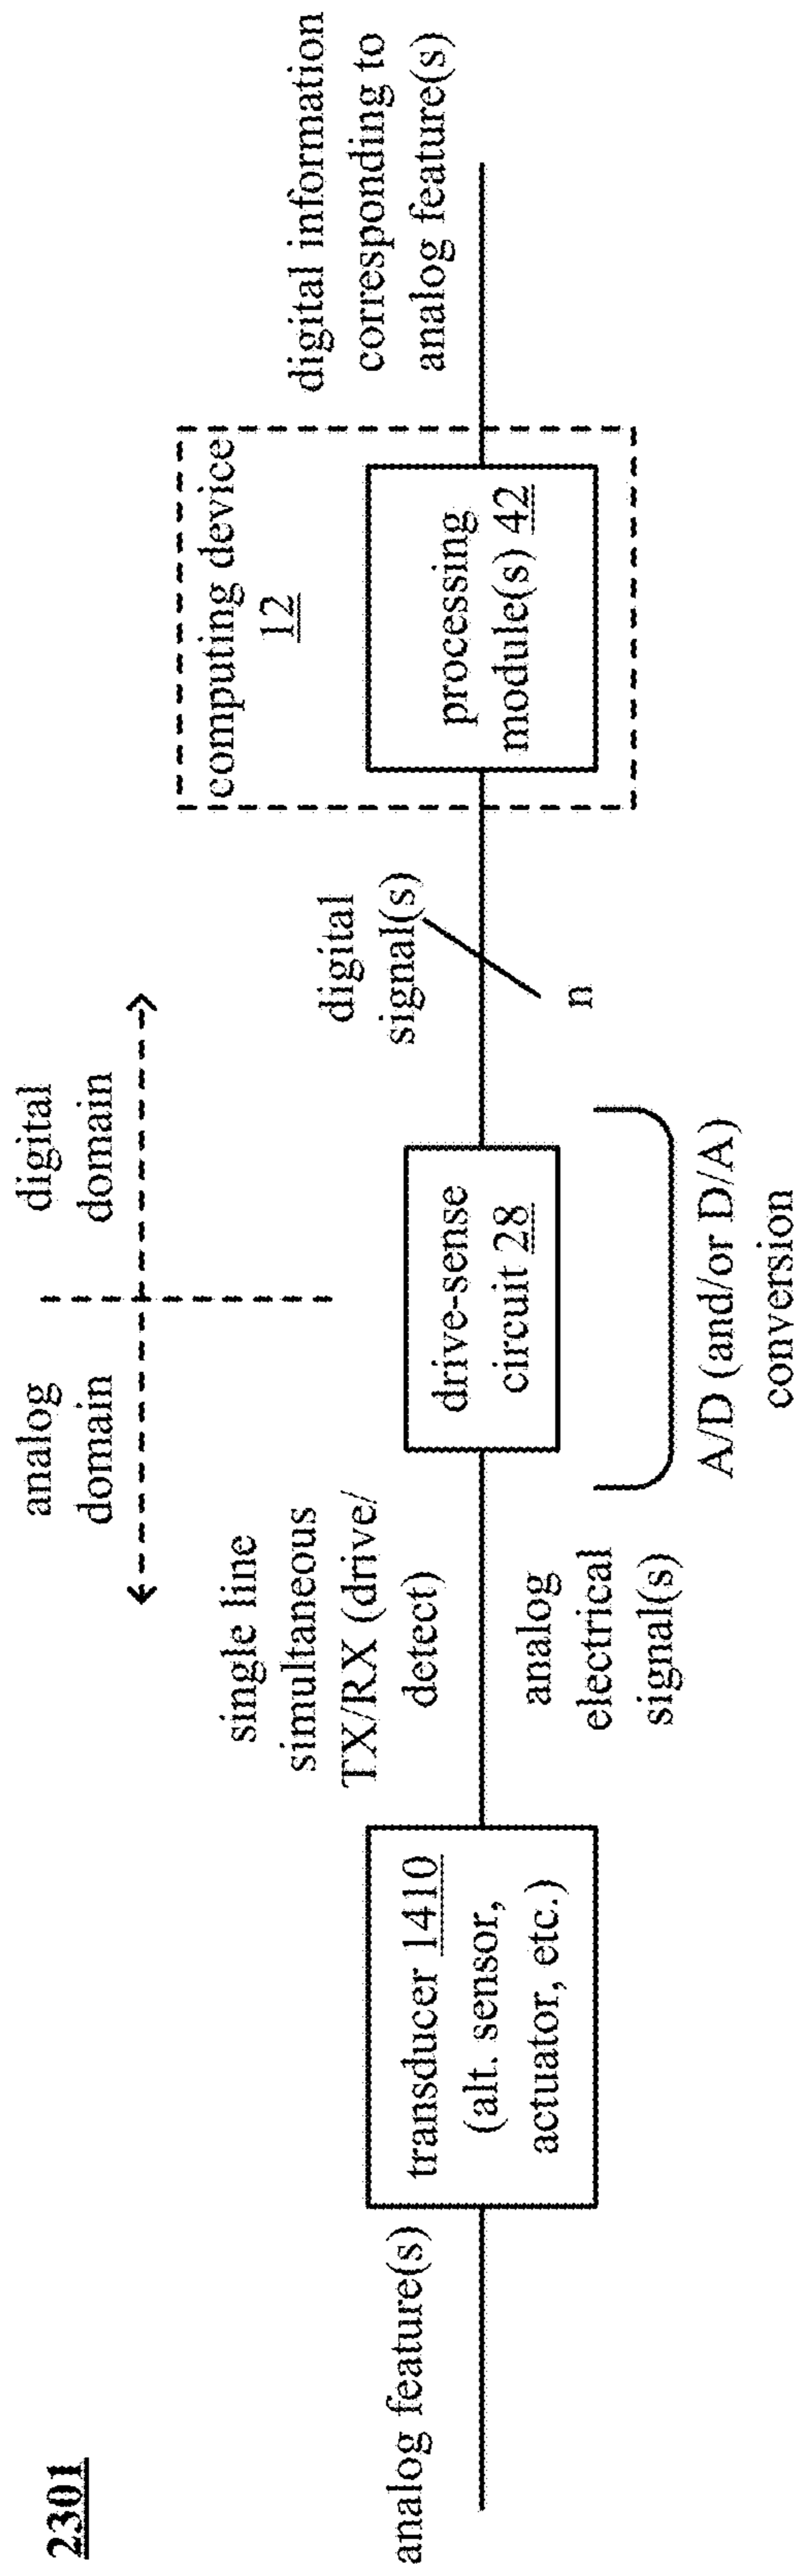 2301
analog
domain
digital
domain
analog feature(s)
transducer 1410
(alt. sensor,
actuator, etc.)
single line
simultaneous
TX/RX (drive/
detect)
analog
electrical
signal(s)
drive-sense
circuit 28
A/D (and/or D/A)
conversion
digital
signal(s)
n
computing device
12
processing
module(s) 42
digital information
corresponding to
analog feature(s)